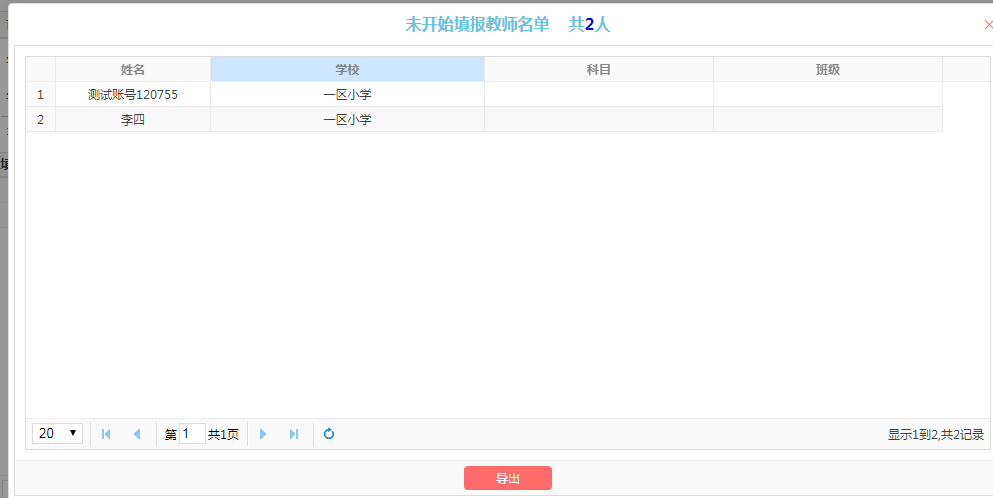 未开始填报教师名单 共2人
姓名 学校 科目 班级
1 测试账号120755 一区小学
2 李四 一区小学
20 第 1 共1页 显示1到2,共2记录
导出